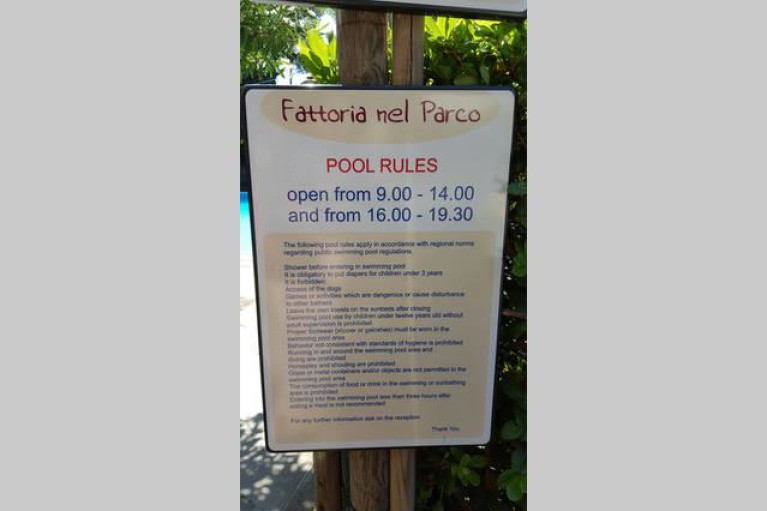 Fattoria nel Parco
POOL RULES
open from 9.00 - 14.00
and from 16.00 - 19.30
The following pool rules apply in accordance with regional norms
regarding public swimming pool regulations.
Shower before entering in swimming pool
It is obligatory to put diapers for children under 3 years
It is forbidden:
Access of the dogs
Games or activities which are dangerous or cause disturbance
to other bathers
Leave the own towels on the sunbeds after closing
Swimming pool use by children under twelve years old without
adult supervision is prohibited
Proper footwear (slipper or galoshes) must be worn in the
swimming pool area
Behavior not consistent with standards of hygiene is prohibited
Running in and around the swimming pool area and
diving are prohibited
Horseplay and shouting are prohibited
Glass or metal containers and/or objects are not permitted in the
swimming pool area
The consumption of food or drink in the swimming or sunbathing
area is prohibited
Entering into the swimming pool less than three hours after
eating a meal is not recommended
For any further information ask on the reception
Thank You